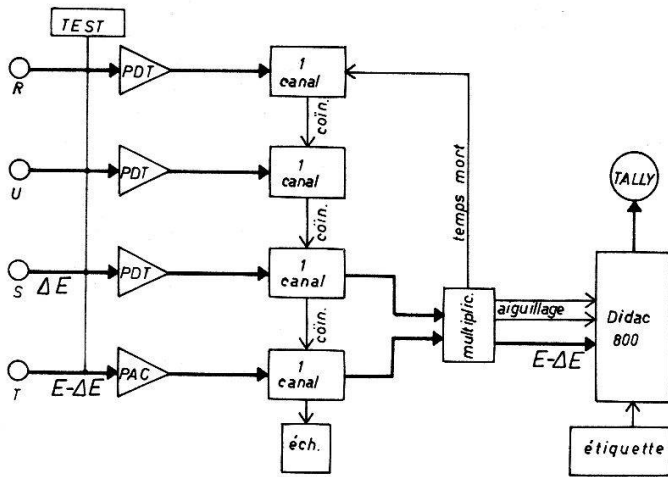 TEST
R
PDT
1
canal
coïn.
U
PDT
1
canal
coïn.
temps mort
TALLY
S
ΔE
PDT
1
canal
coïn.
multiplic.
aiguillage
Didac
800
E-ΔE
T
E-ΔE
PAC
1
canal
éch.
étiquette